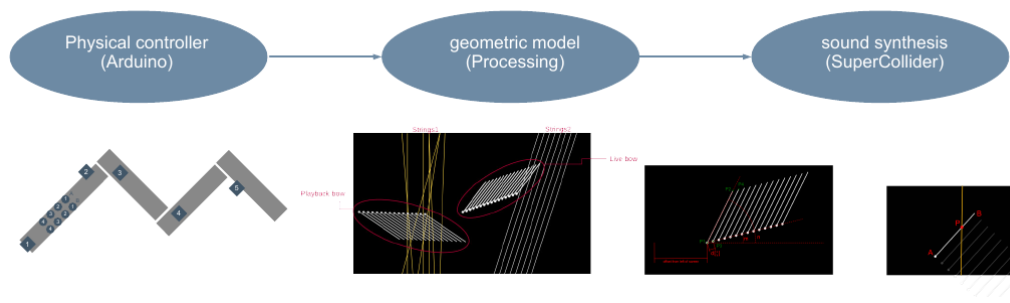 Physical controller
(Arduino)
geometric model
(Processing)
sound synthesis
(SuperCollider)
Strings1
Strings2
Live bow
Playback bow
2
3
5
4
1
A
B
P